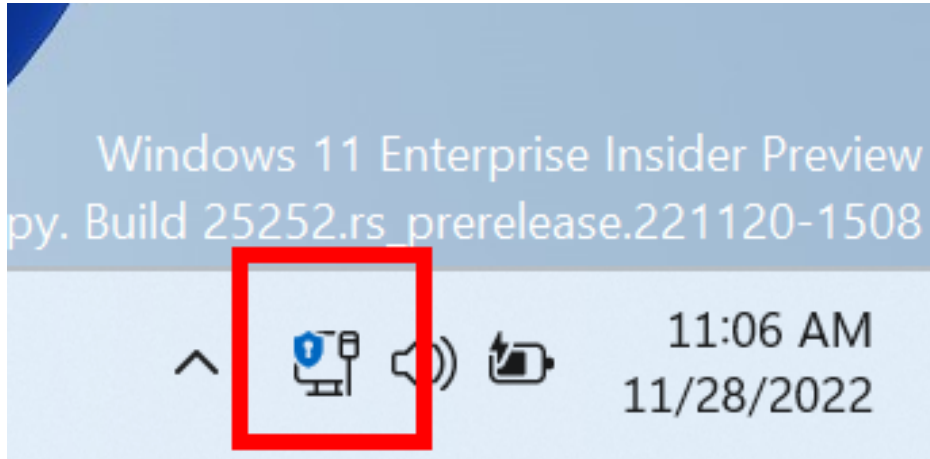 Windows 11 Enterprise Insider Preview
py. Build 25252.rs_prerelease.221120-1508
11:06 AM
11/28/2022